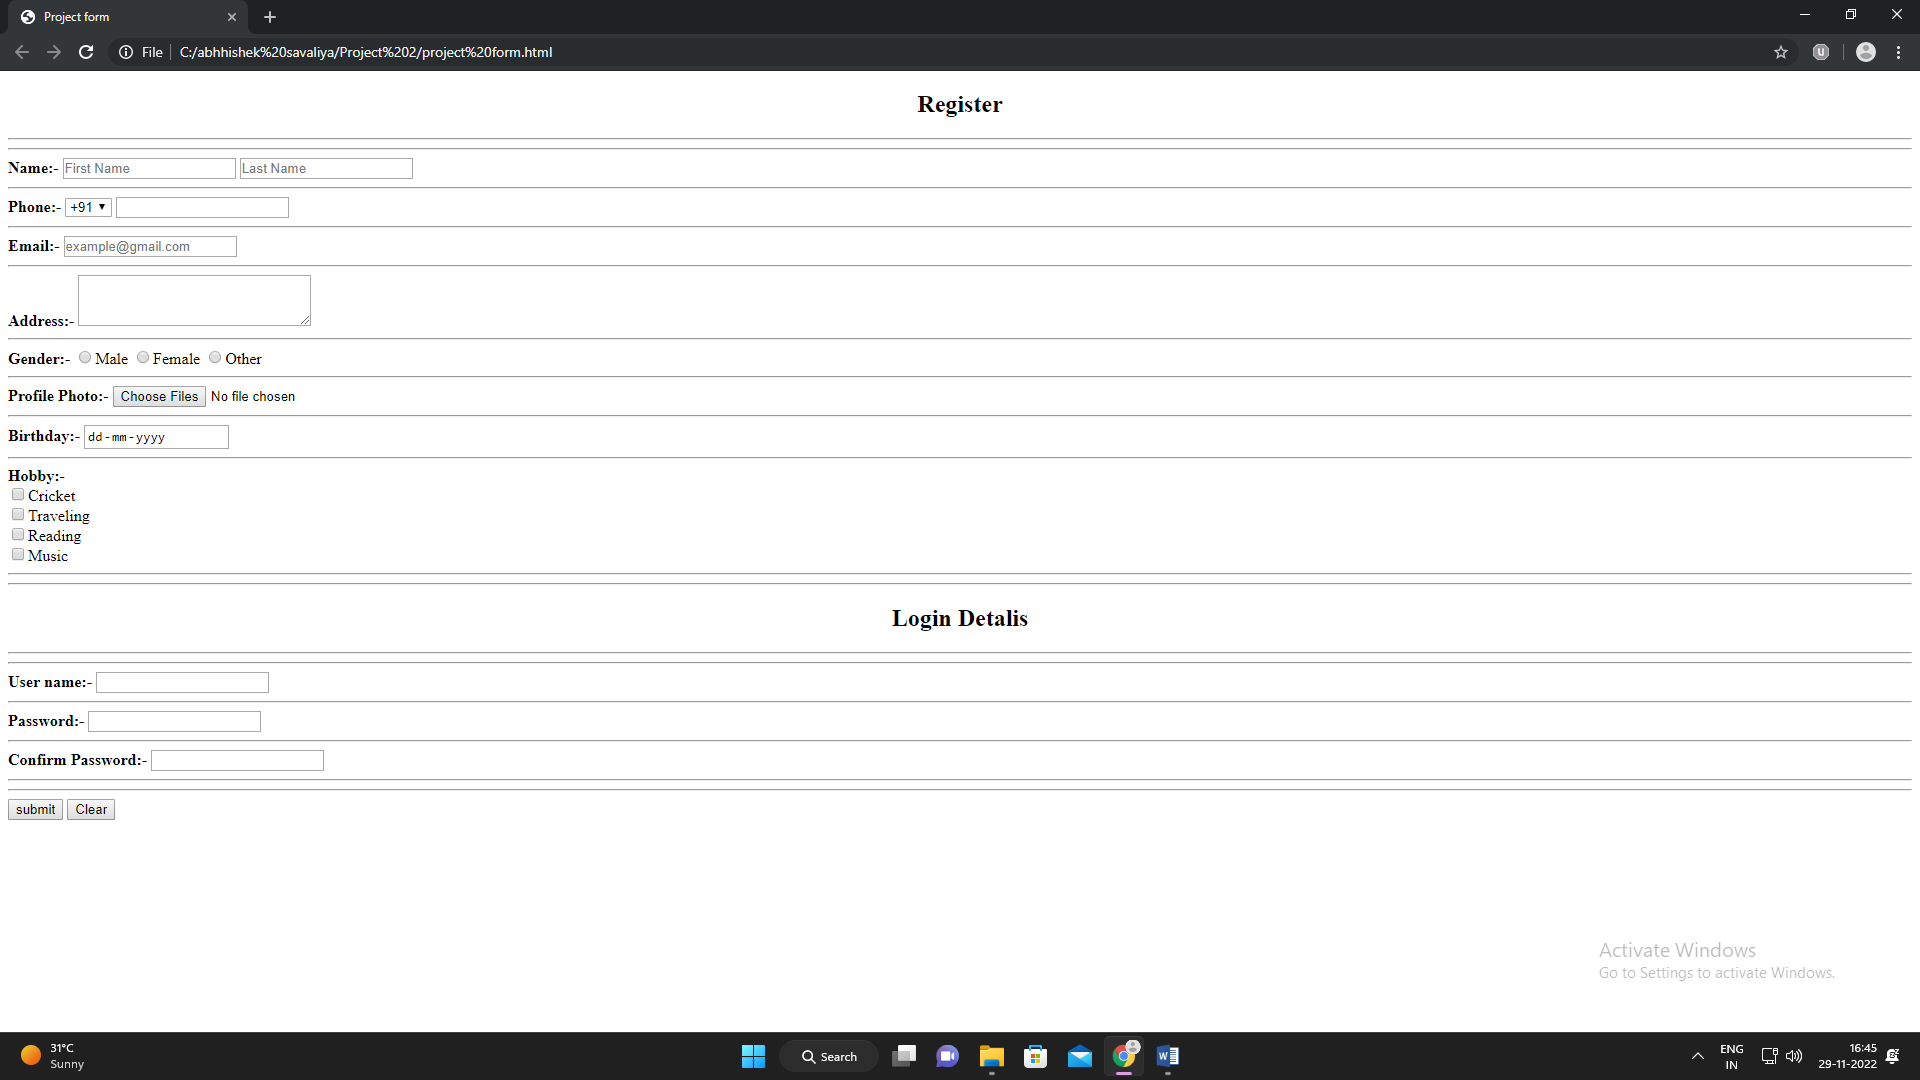 Project form
File C:/abhhishek%20savaliya/Project%202/project%20form.html
Register
Name:- First Name Last Name
Phone:- +91
Email:- example@gmail.com
Address:-
Gender:- Male Female Other
Profile Photo:- Choose Files No file chosen
Birthday:- dd-mm-yyyy
Hobby:-
Cricket
Traveling
Reading
Music
Login Detalis
User name:-
Password:-
Confirm Password:-
submit Clear
Activate Windows
Go to Settings to activate Windows.
31°C
Sunny
Search
ENG
IN
16:45
29-11-2022